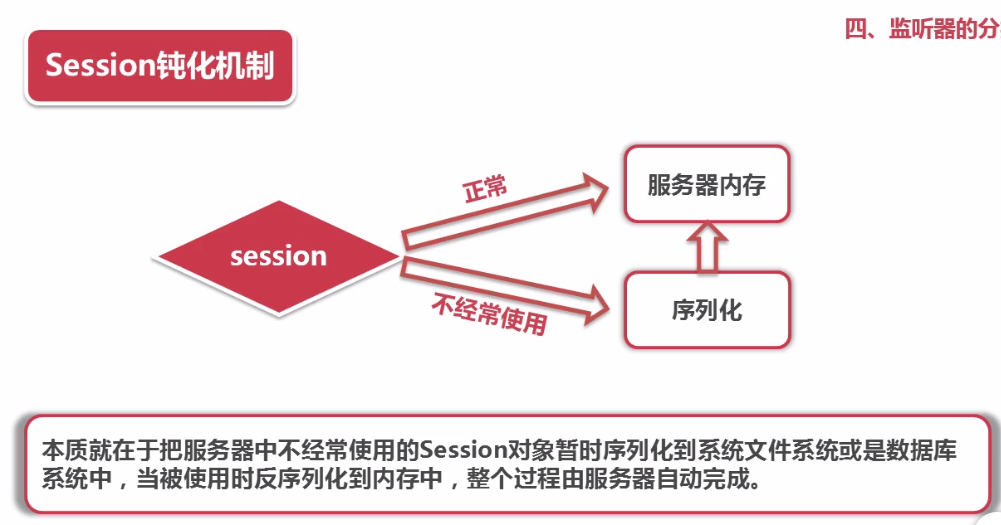 四、监听器的分
Session钝化机制
正常
服务器内存
session
不经常使用
序列化
本质就在于把服务器中不经常使用的Session对象暂时序列化到系统文件系统或是数据库
系统中，当被使用时反序列化到内存中，整个过程由服务器自动完成。